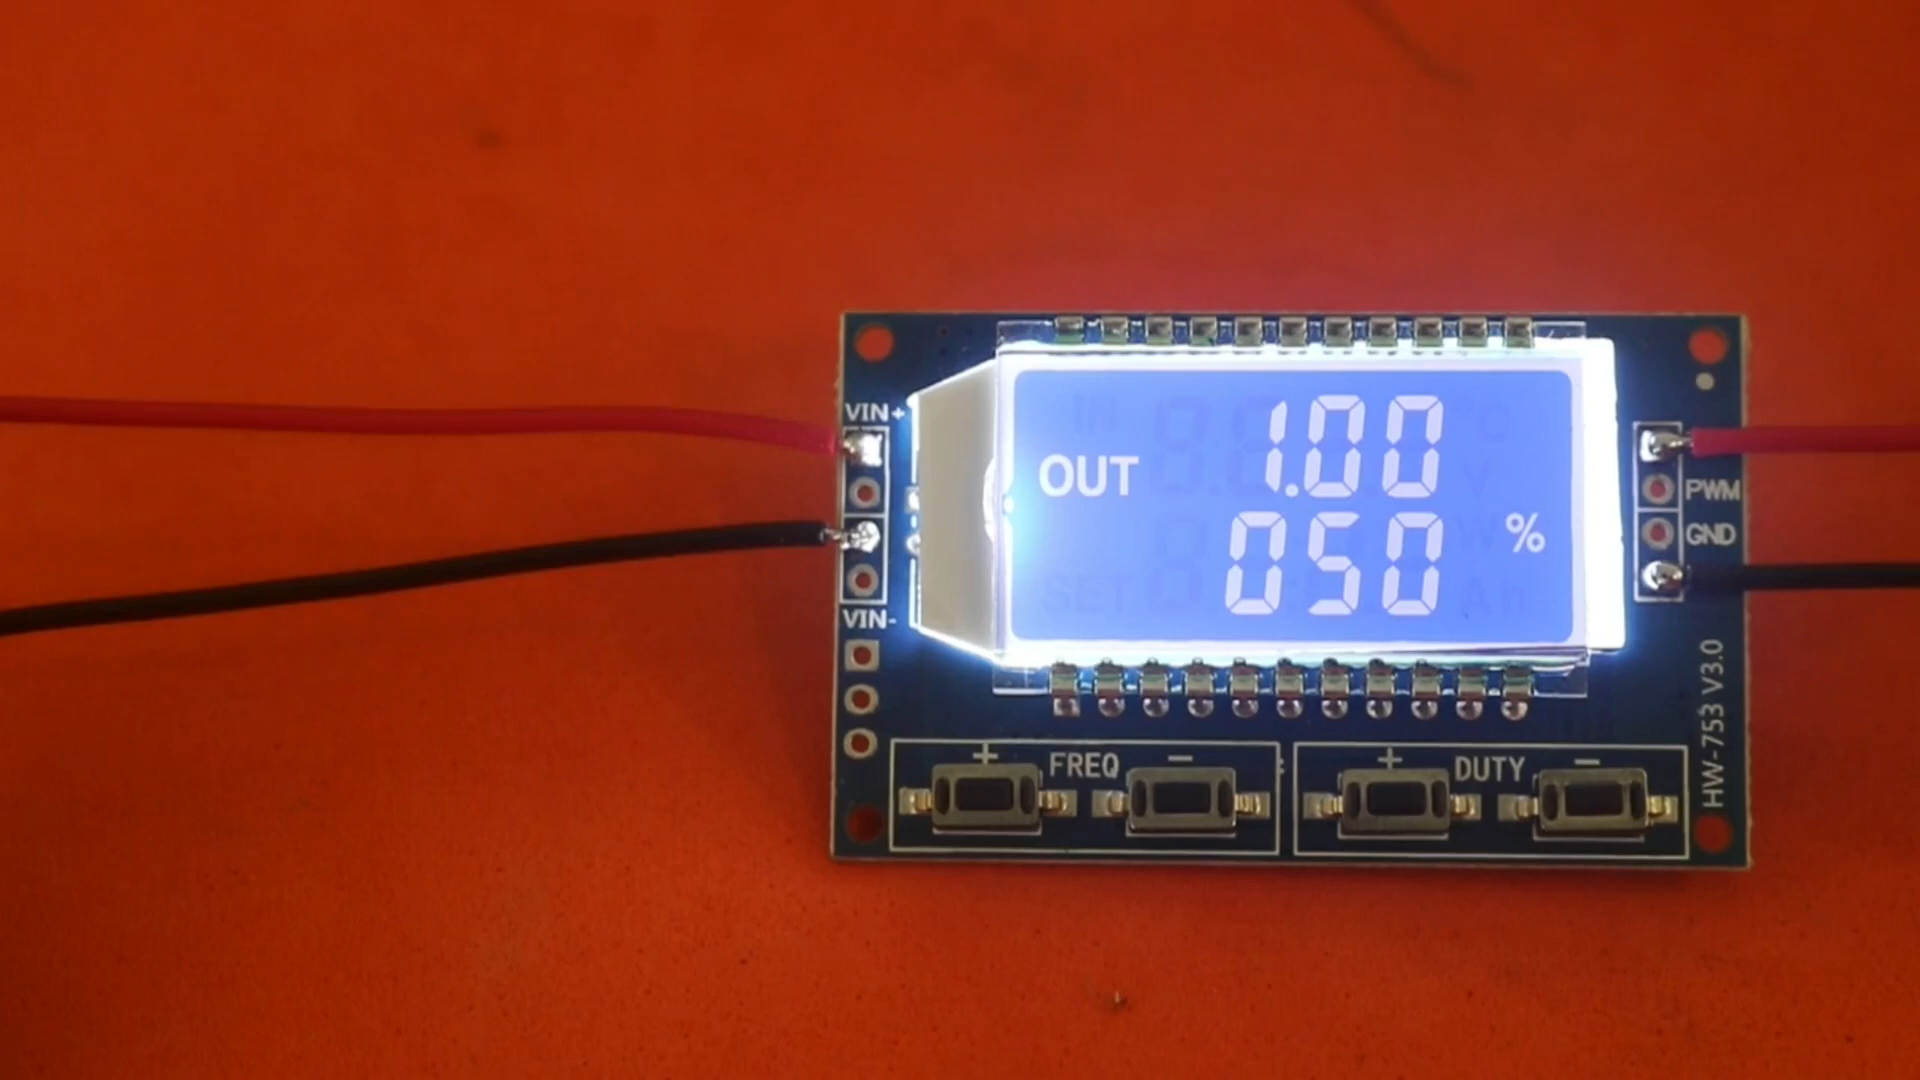 VIN+
1.00
OUT
PWM
050 %
GND
VIN-
+ FREQ -
+ DUTY -
HW-753 V3.0